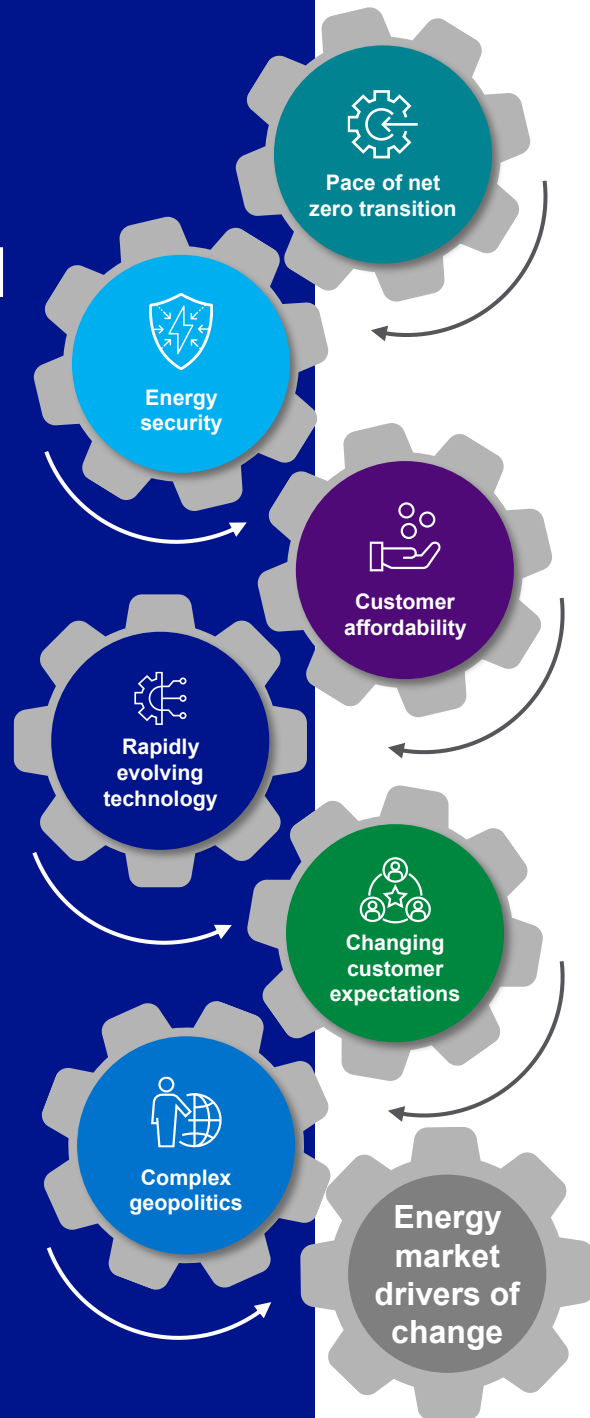 Pace of net
zero transition
Energy
security
Customer
affordability
Rapidly
evolving
technology
Changing
customer
expectations
Complex
geopolitics
Energy
market
drivers of
change